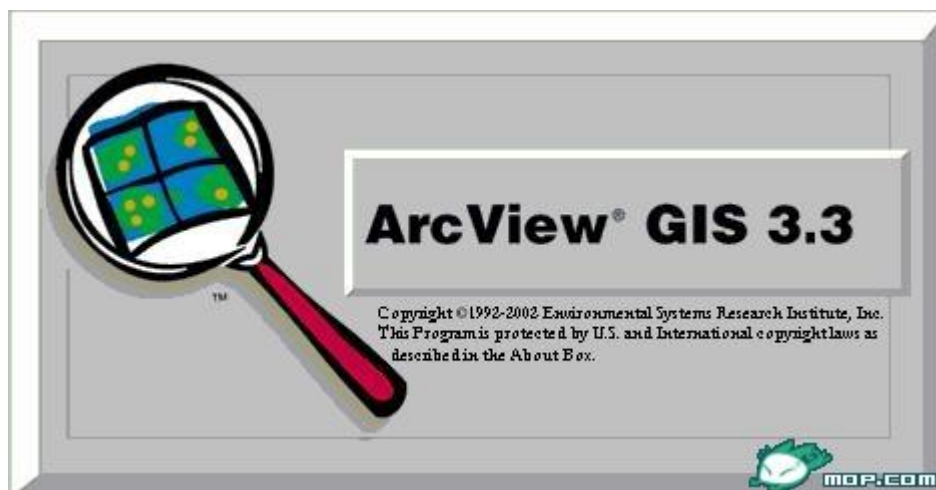 ArcView® GIS 3.3
TM
Copyright ©1992-2002 Environmental Systems Research Institute, Inc.
This Program is protected by U.S. and International copyright laws as
described in the About Box.
MOP.COM